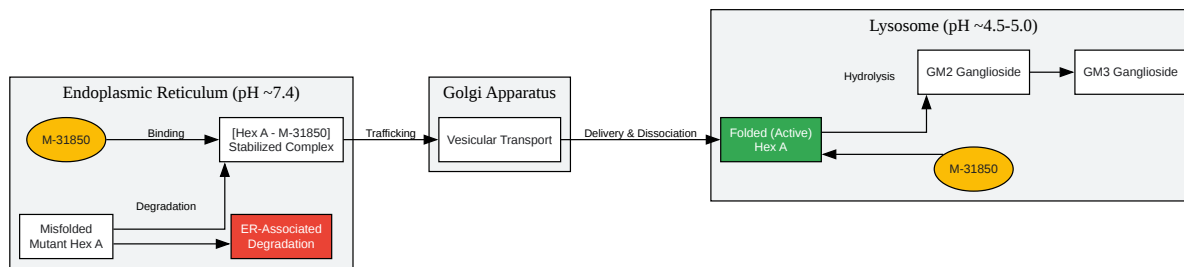 Endoplasmic Reticulum (pH ~7.4)
M-31850
Binding
[Hex A - M-31850]
Stabilized Complex
Degradation
Misfolded
Mutant Hex A
ER-Associated
Degradation
Trafficking
Golgi Apparatus
Vesicular Transport
Delivery & Dissociation
Lysosome (pH ~4.5-5.0)
Folded (Active)
Hex A
Hydrolysis
GM2 Ganglioside
GM3 Ganglioside
M-31850